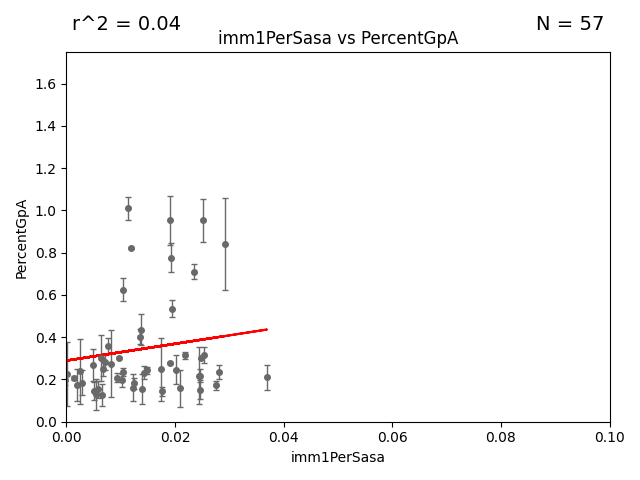 r^2 = 0.04
N = 57
imm1PerSasa vs PercentGpA
1.6
1.4
1.2
1.0
0.8
0.6
0.4
0.2
0.0
PercentGpA
0.00 0.02 0.04 0.06 0.08 0.10
imm1PerSasa